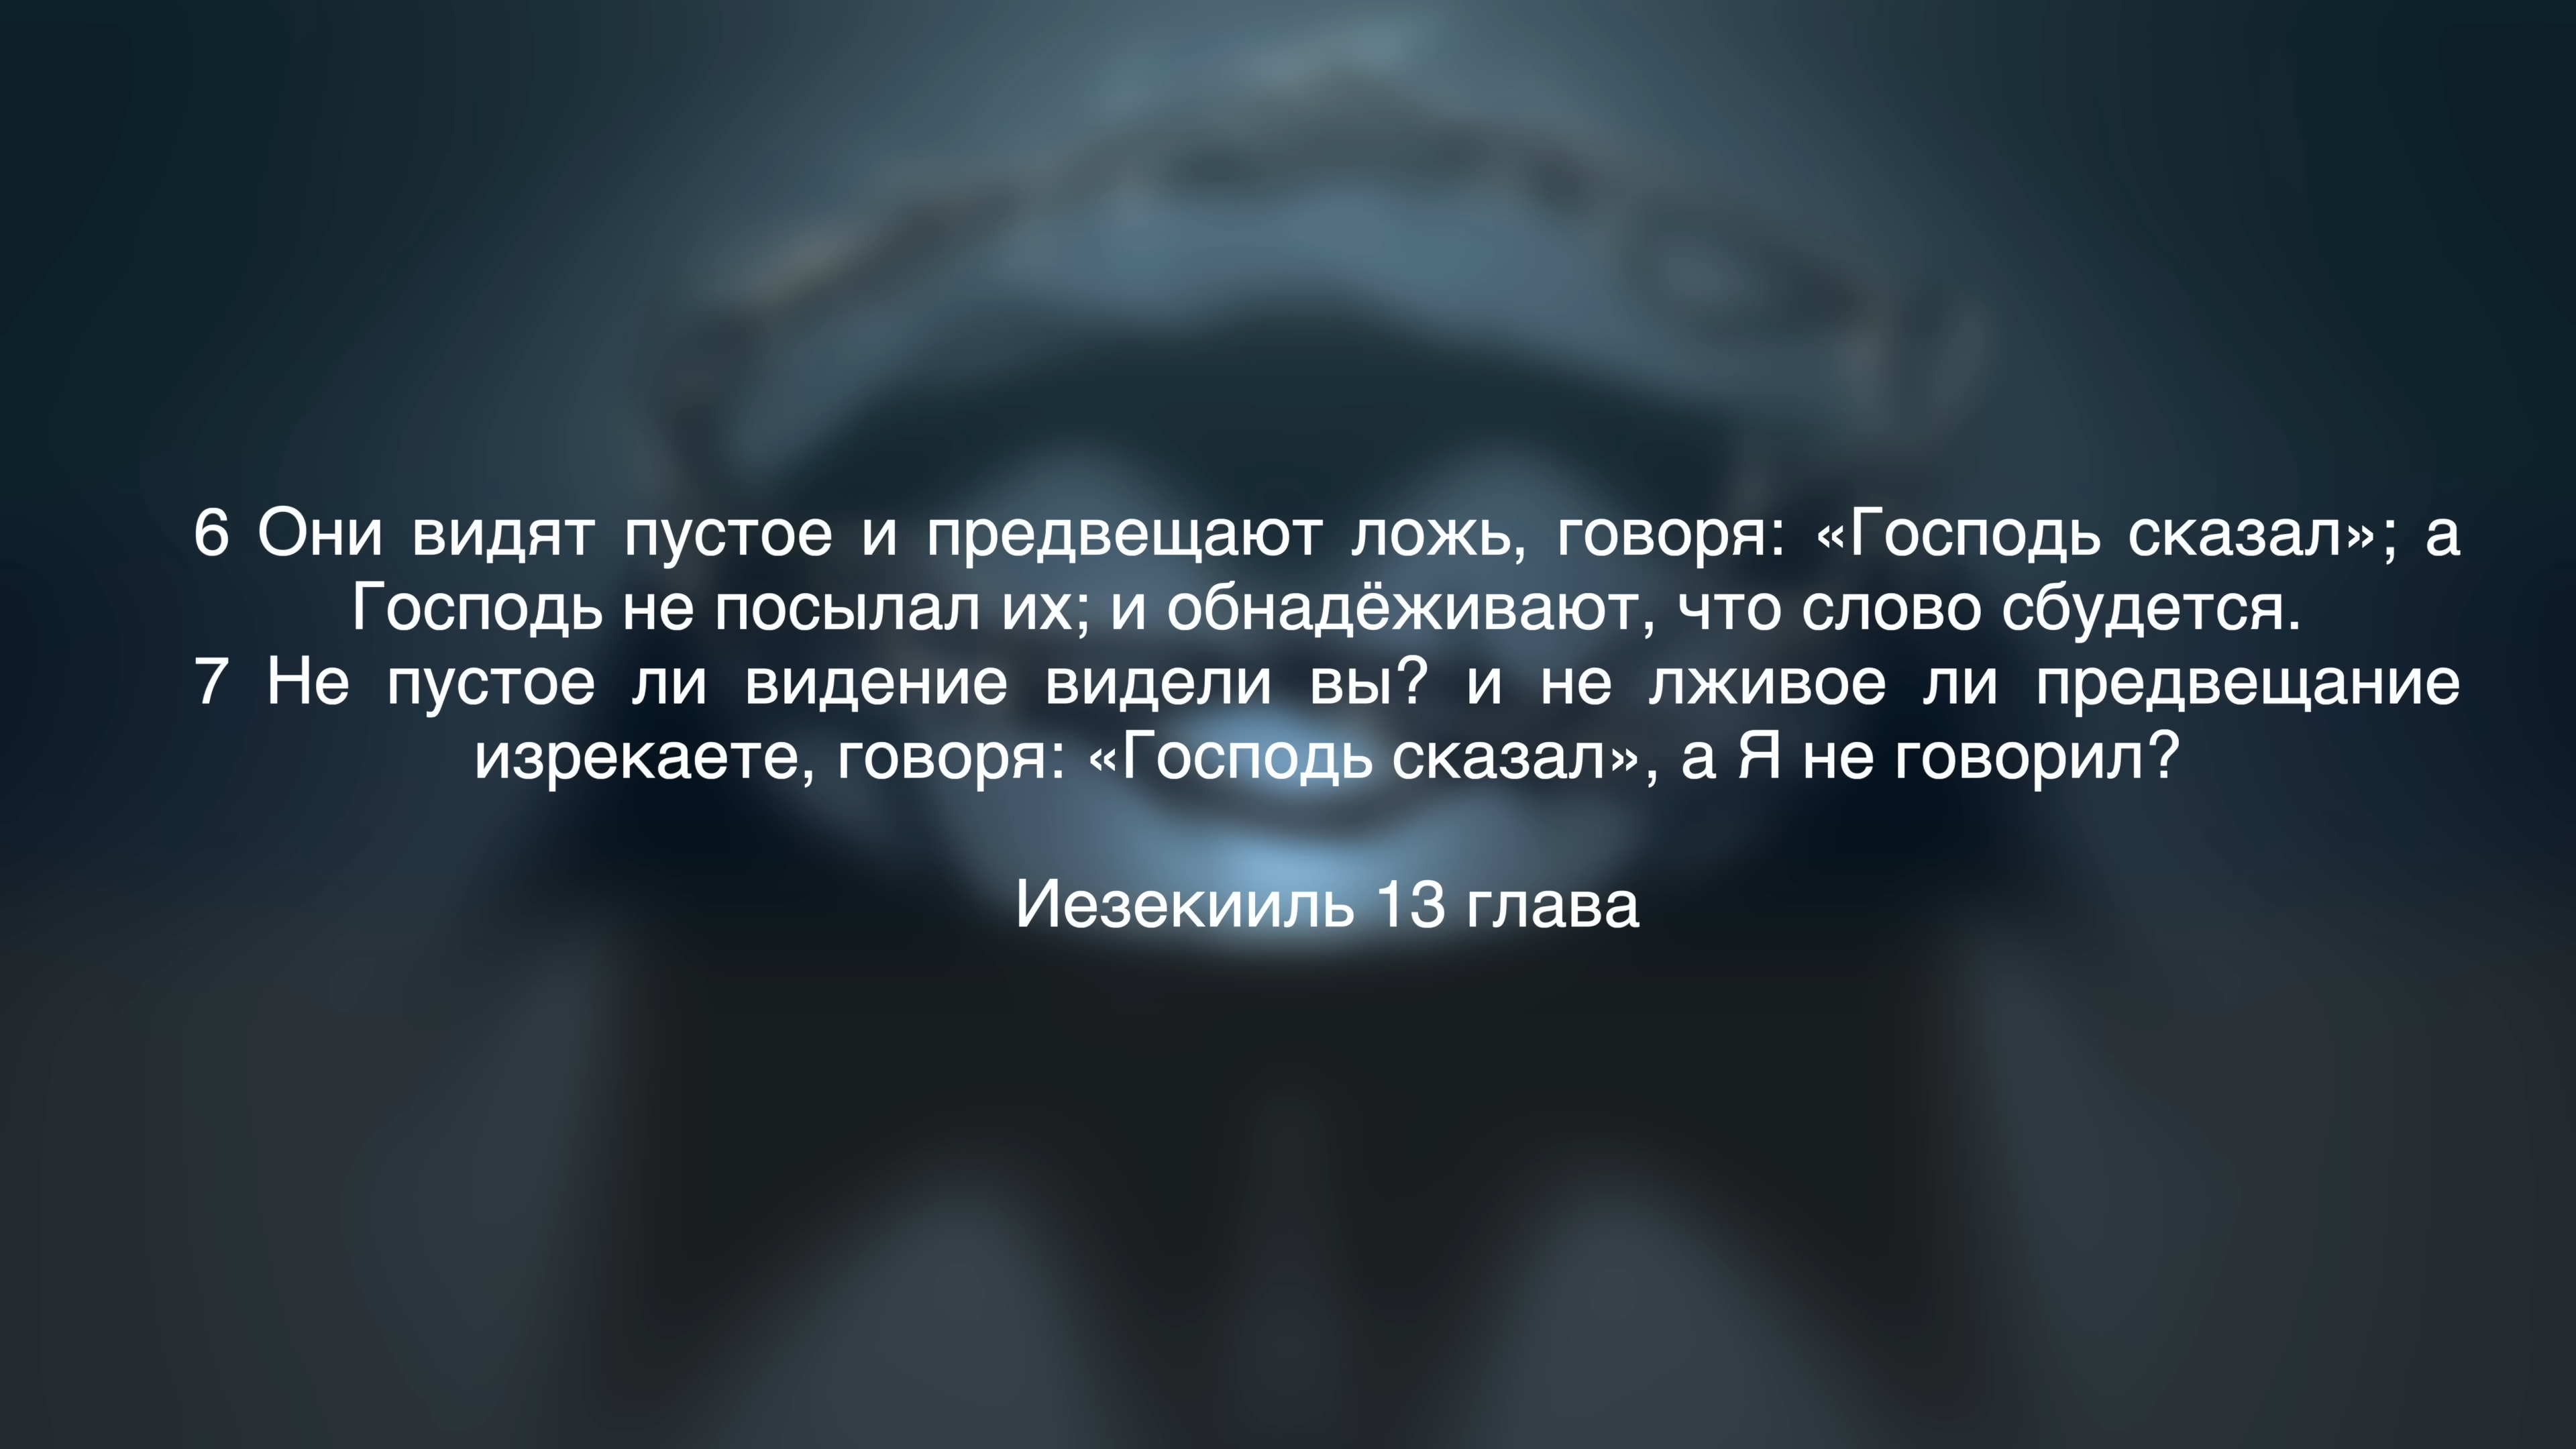 6 Они видят пустое и предвещают ложь, говоря: «Господь сказал»; а
Господь не посылал их; и обнадёживают, что слово сбудется.
7 Не пустое ли видение видели вы? и не лживое ли предвещание
изрекаете, говоря: «Господь сказал», а Я не говорил?
Иезекииль 13 глава